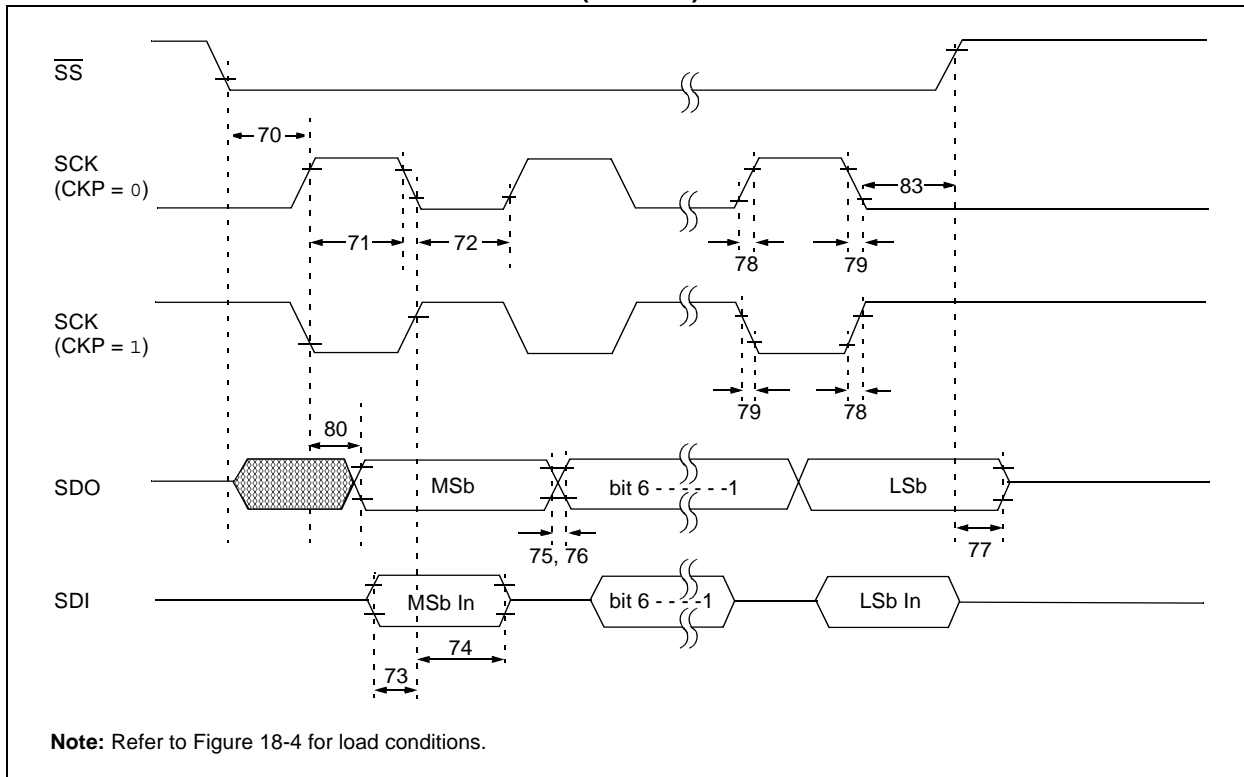 SS
70
SCK
(CKP = 0)
83
71
72
78
79
SCK
(CKP = 1)
79
78
80
SDO
MSb
bit 6 - - - - - - -1
LSb
75, 76
77
SDI
MSb In
bit 6 - - - - -1
LSb In
74
73
Note: Refer to Figure 18-4 for load conditions.